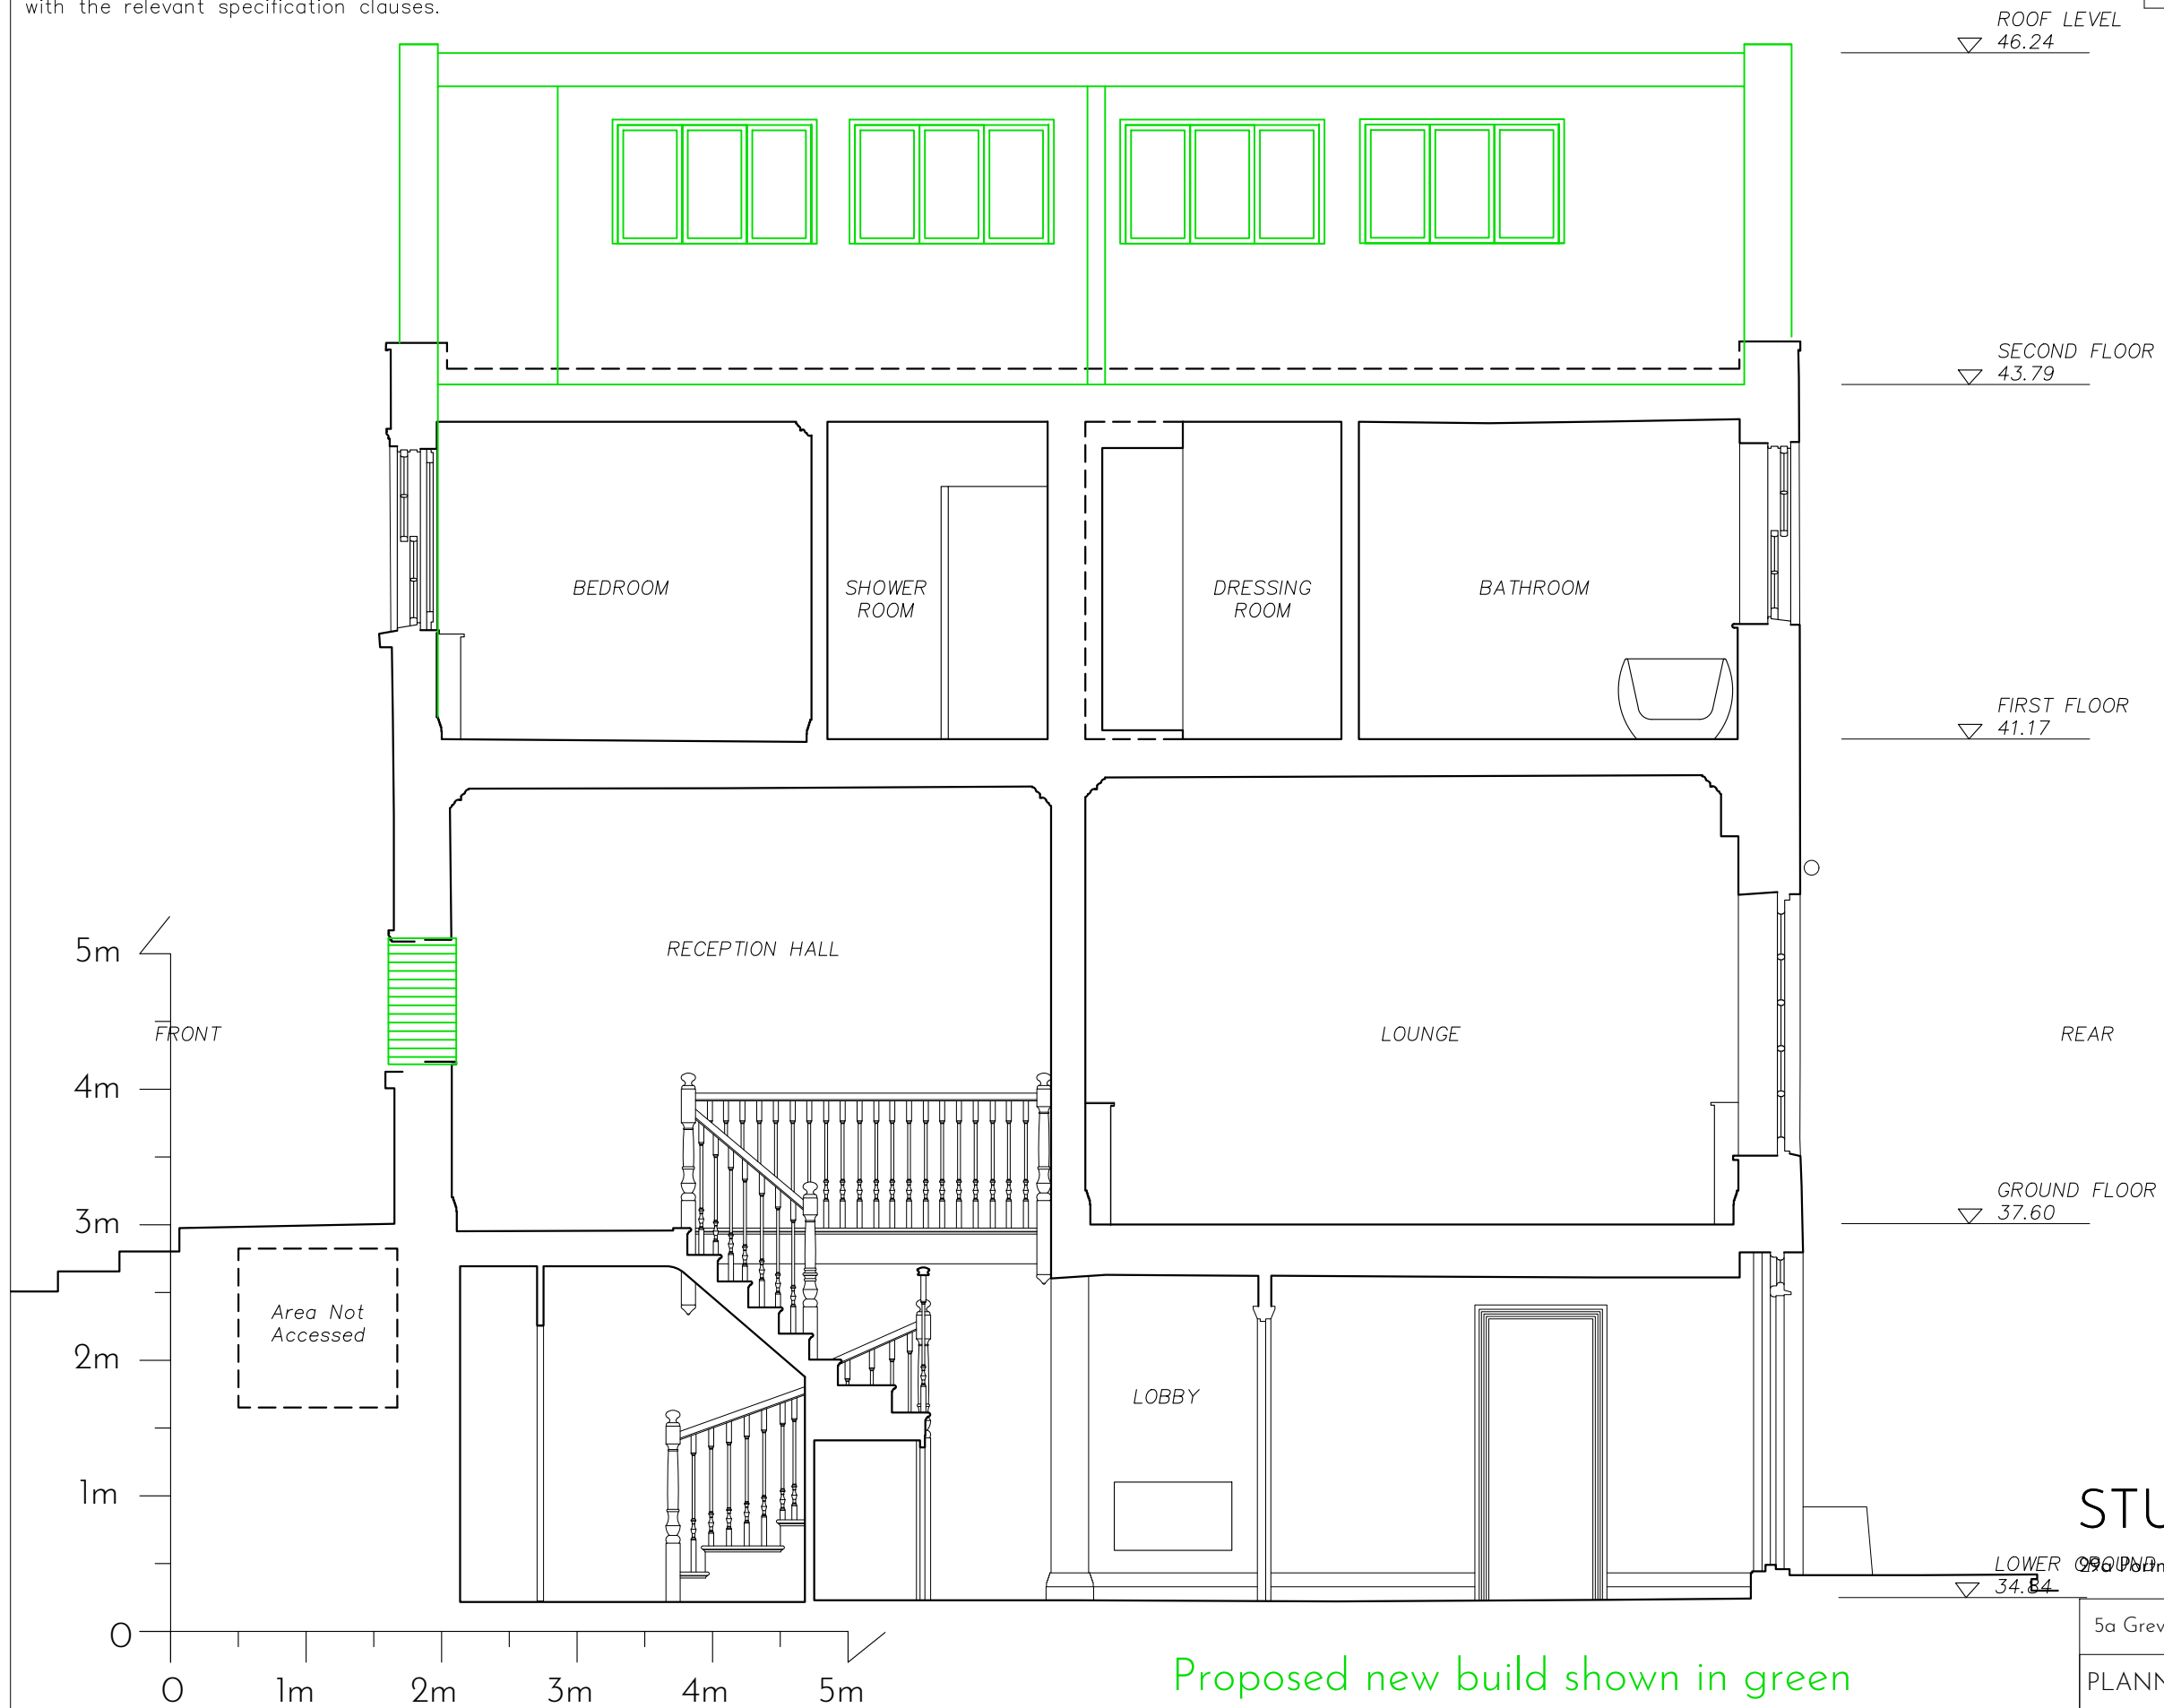 with the relevant specification clauses.
ROOF LEVEL
46.24
SECOND FLOOR
43.79
BEDROOM
SHOWER
ROOM
DRESSING
ROOM
BATHROOM
FIRST FLOOR
41.17
5m
RECEPTION HALL
FRONT
LOUNGE
REAR
4m
GROUND FLOOR
37.60
3m
Area Not
Accessed
2m
LOBBY
1m
STU
LOWER GROUND
99a Portm
34.84
0
5a Grev
Proposed new build shown in green
PLANN
0
1m
2m
3m
4m
5m